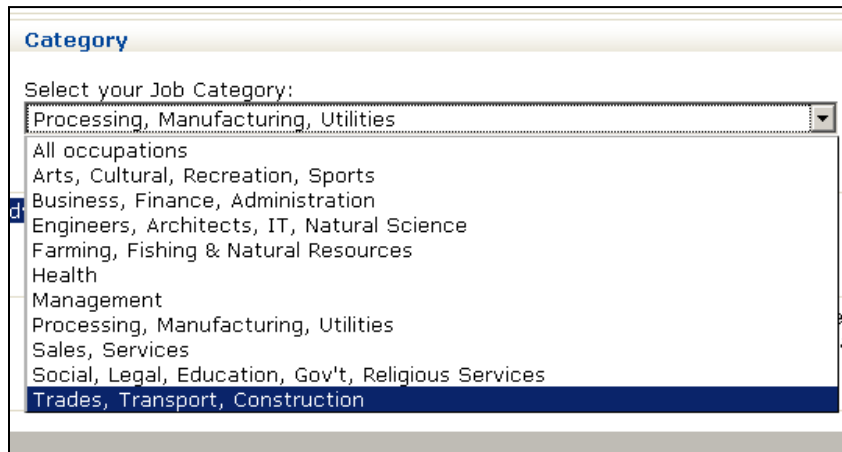 Category
Select your Job Category:
Processing, Manufacturing, Utilities
All occupations
Arts, Cultural, Recreation, Sports
Business, Finance, Administration
Engineers, Architects, IT, Natural Science
Farming, Fishing & Natural Resources
Health
Management
Processing, Manufacturing, Utilities
Sales, Services
Social, Legal, Education, Gov't, Religious Services
Trades, Transport, Construction